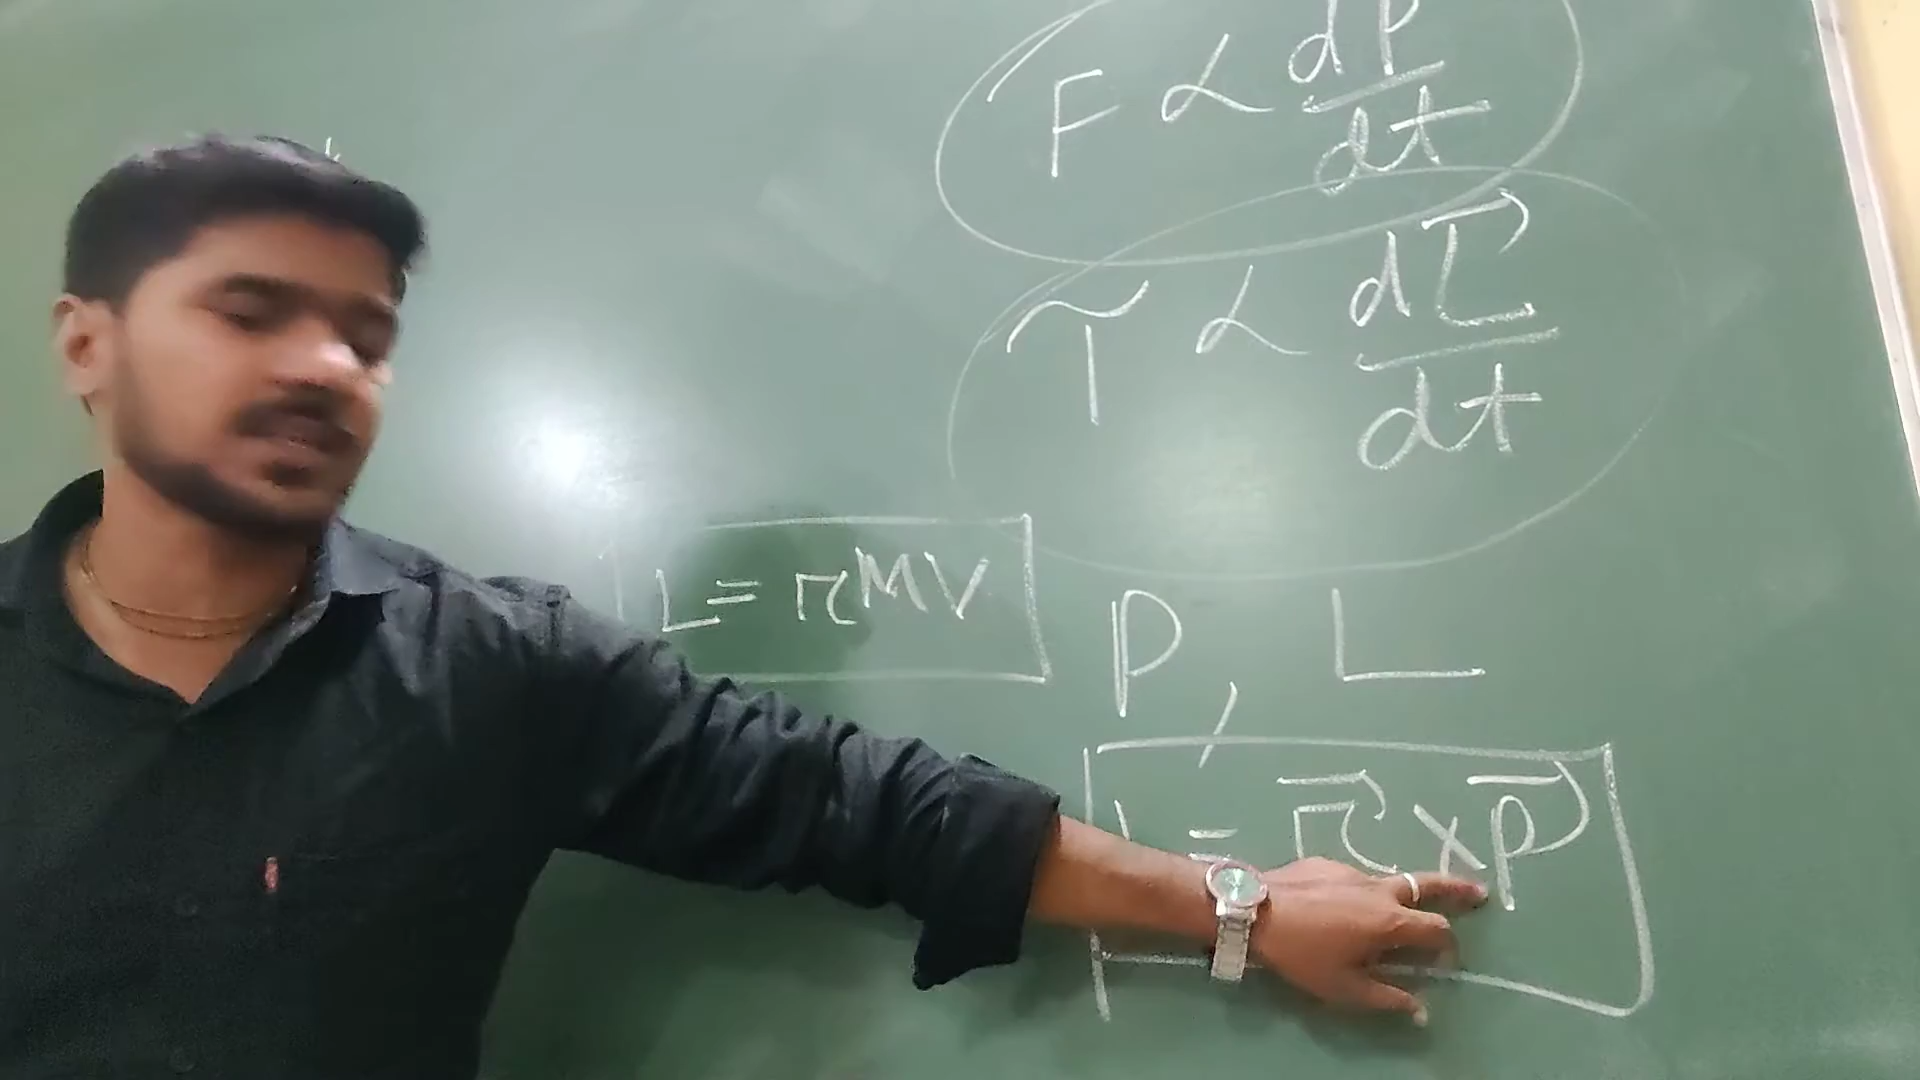 F ∝ dP/dt
τ⃗ ∝ dL⃗/dt
L = rMV
P, L
L = r⃗ × P⃗